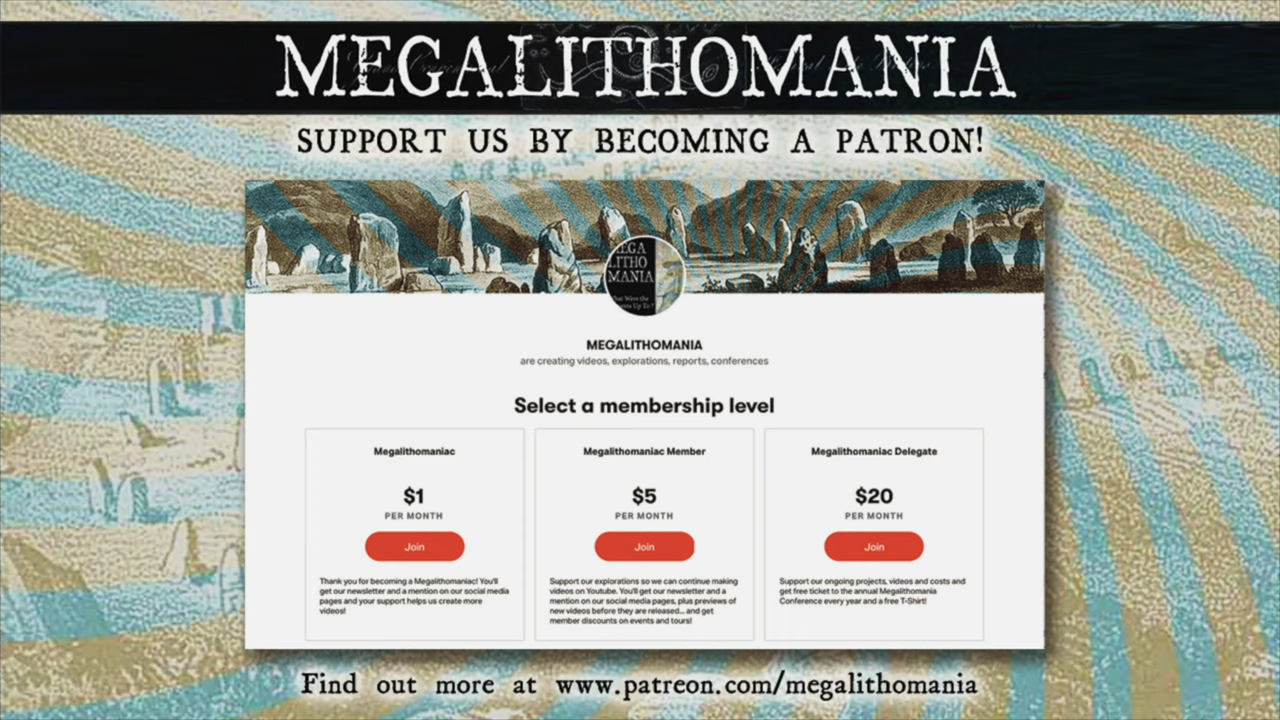 MEGALITHOMANIA
SUPPORT US BY BECOMING A PATRON!
MEGA
LITHO
MANIA
MEGALITHOMANIA
are creating videos, explorations, reports, conferences
Select a membership level
Megalithomaniac
$1
PER MONTH
Join
Thank you for becoming a Megalithomaniac! You'll
get our newsletter and a mention on our social media
pages and your support helps us create more
videos!
Megalithomaniac Member
$5
PER MONTH
Join
Support our explorations so we can continue making
videos on Youtube. You'll get our newsletter and a
mention on our social media pages, plus previews of
new videos before they are released... and get
member discounts on events and tours!
Megalithomaniac Delegate
$20
PER MONTH
Join
Support our ongoing projects, videos and costs and
get free ticket to the annual Megalithomania
Conference every year and a free T-Shirt!
Find out more at www.patreon.com/megalithomania